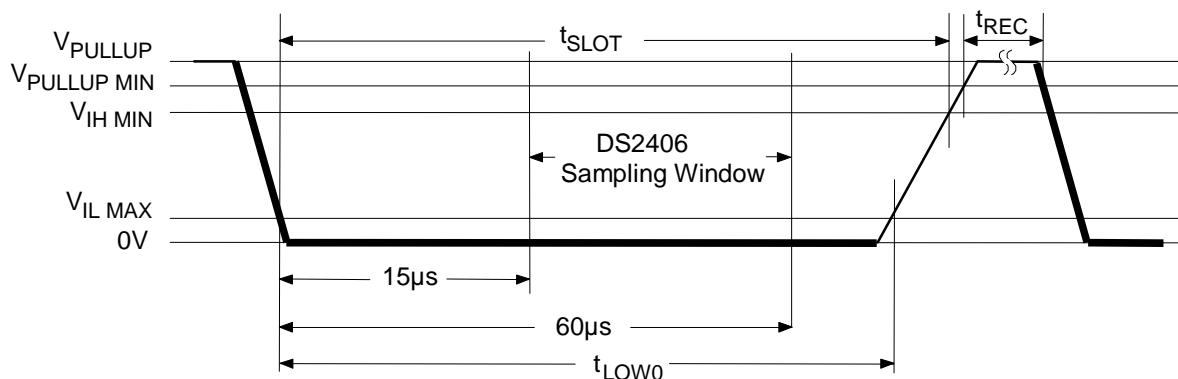 tSLOT
tREC
VPULLUP
VPULLUP MIN
VIH MIN
DS2406
Sampling Window
VIL MAX
0V
15µs
60µs
tLOW0